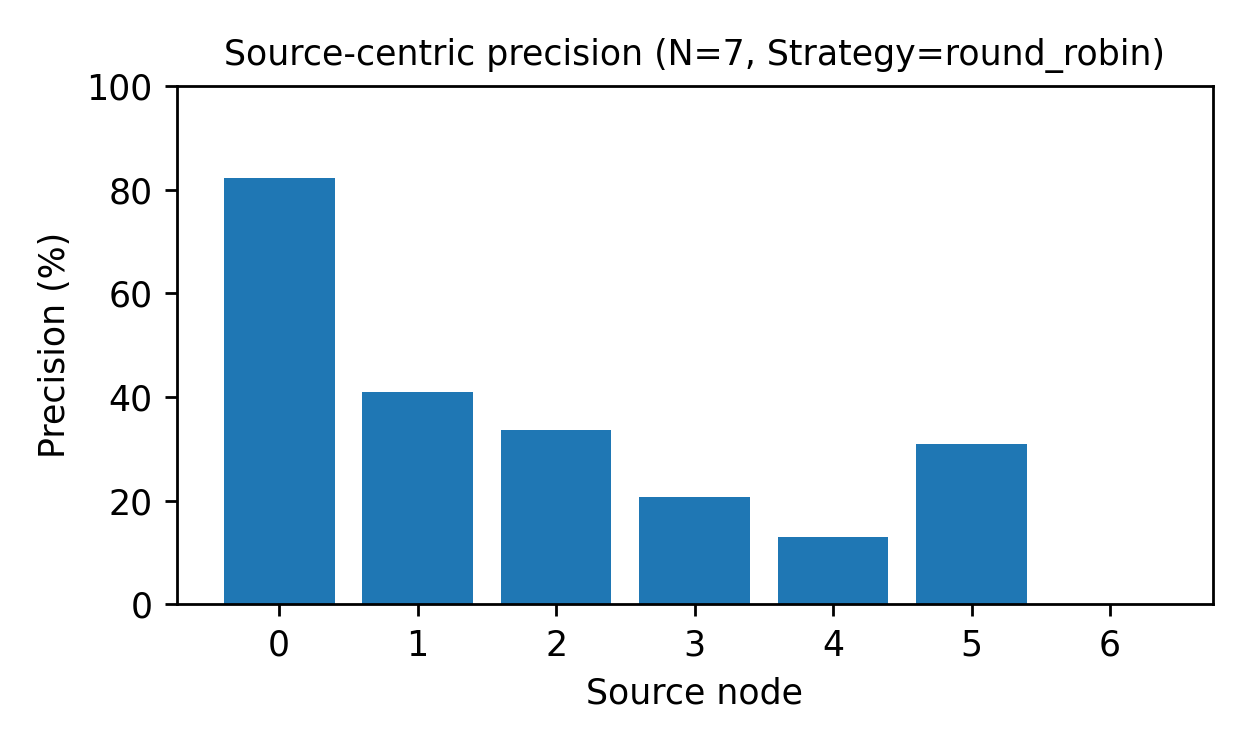 Source-centric precision (N=7, Strategy=round_robin)
100
80
60
40
20
0
Precision (%)
0 1 2 3 4 5 6
Source node